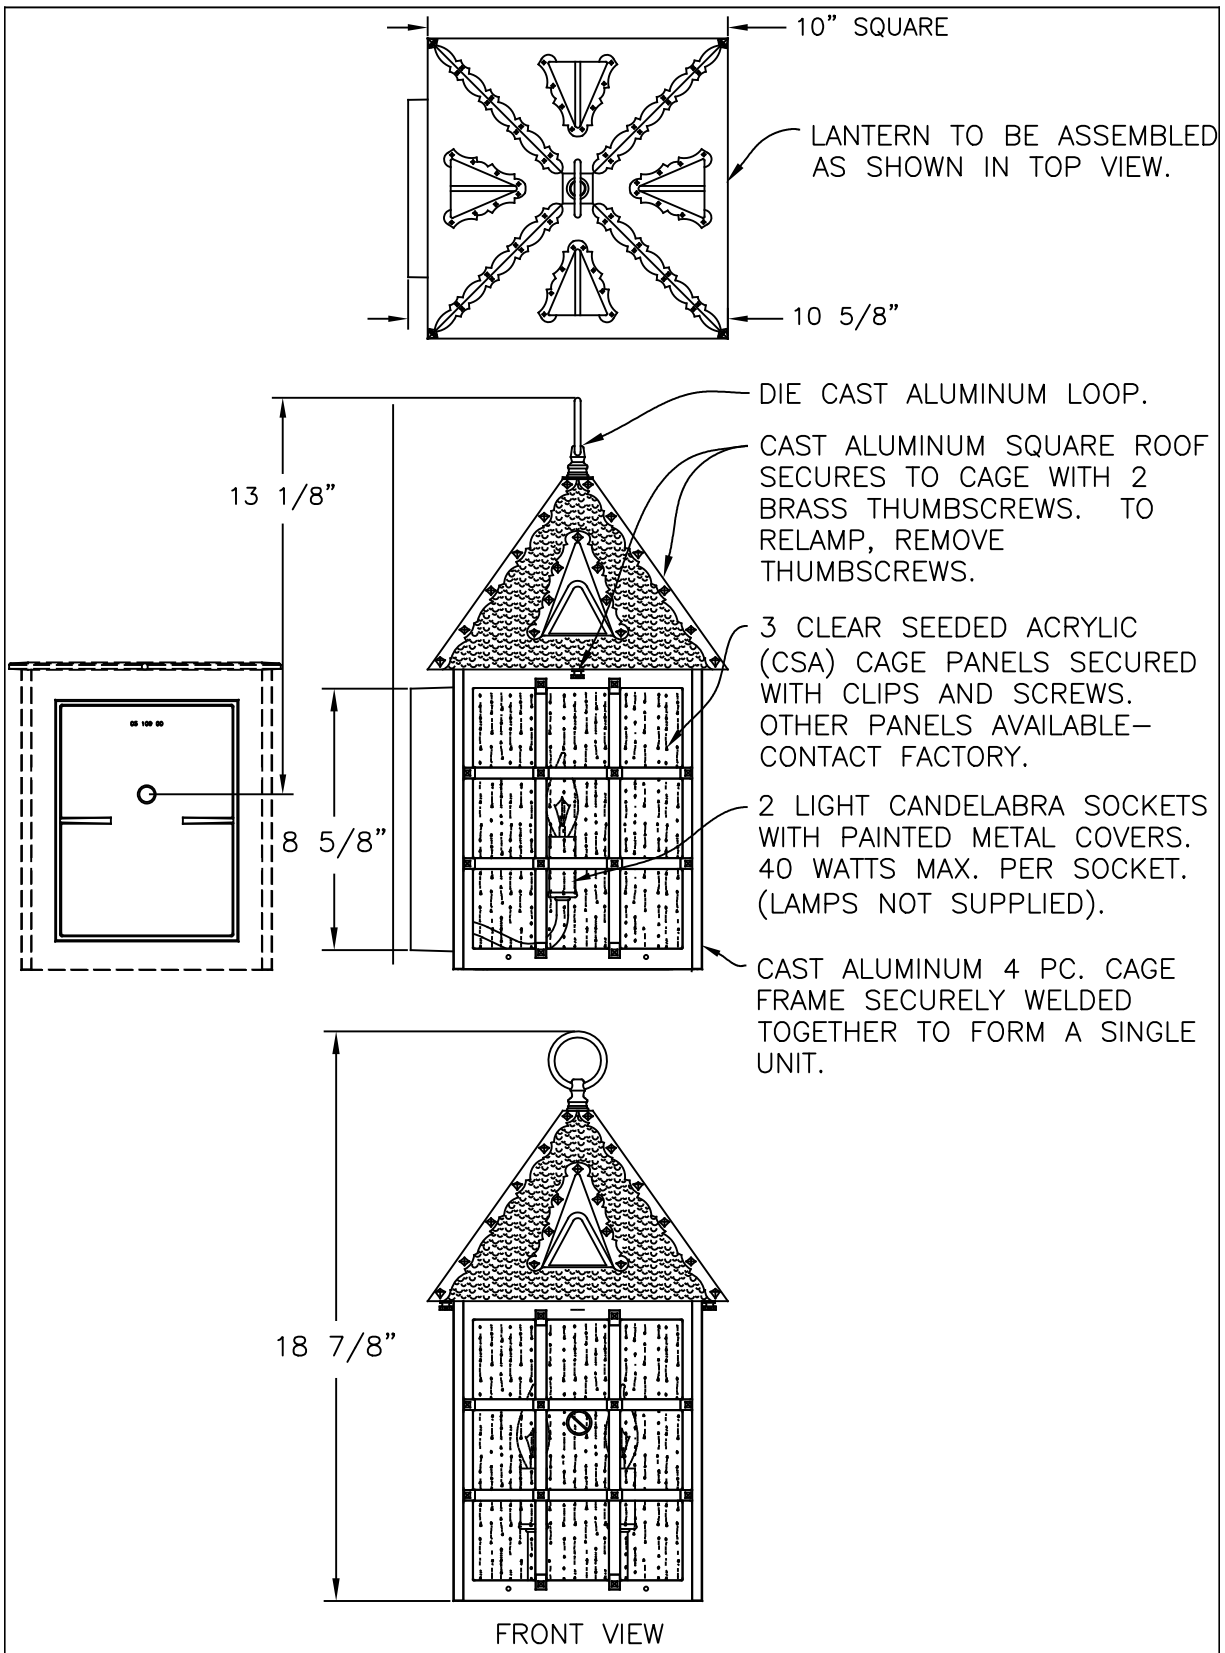 10" SQUARE
LANTERN TO BE ASSEMBLED
AS SHOWN IN TOP VIEW.
10 5/8"
DIE CAST ALUMINUM LOOP.
13 1/8"
CAST ALUMINUM SQUARE ROOF
SECURES TO CAGE WITH 2
BRASS THUMBSCREWS. TO
RELAMP, REMOVE
THUMBSCREWS.
3 CLEAR SEEDED ACRYLIC
(CSA) CAGE PANELS SECURED
WITH CLIPS AND SCREWS.
OTHER PANELS AVAILABLE–
CONTACT FACTORY.
8 5/8"
2 LIGHT CANDELABRA SOCKETS
WITH PAINTED METAL COVERS.
40 WATTS MAX. PER SOCKET.
(LAMPS NOT SUPPLIED).
CAST ALUMINUM 4 PC. CAGE
FRAME SECURELY WELDED
TOGETHER TO FORM A SINGLE
UNIT.
18 7/8"
FRONT VIEW